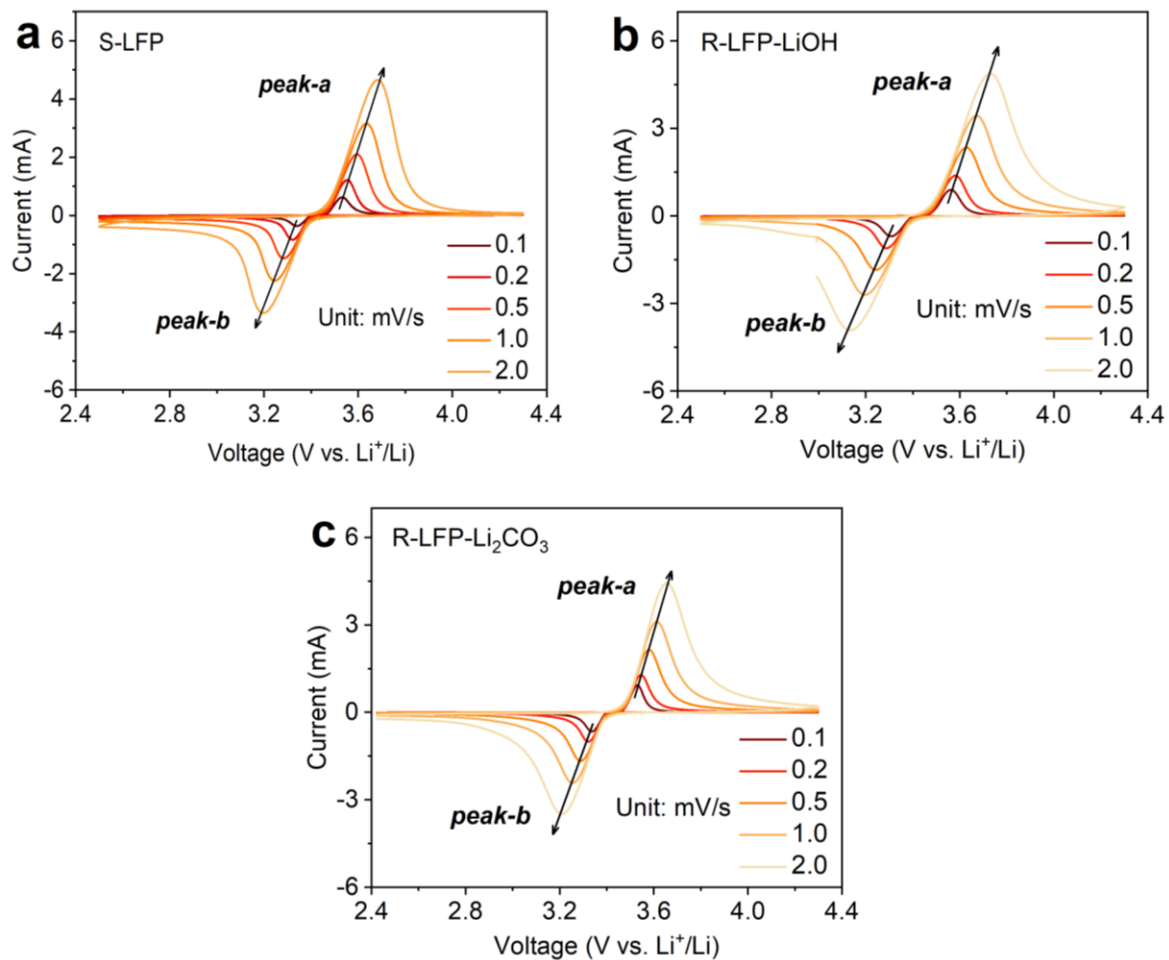 a
S-LFP
peak-a
peak-b
Unit: mV/s
0.1
0.2
0.5
1.0
2.0
6
4
2
0
-2
-4
-6
2.4 2.8 3.2 3.6 4.0 4.4
Current (mA)
Voltage (V vs. Li⁺/Li)
b
R-LFP-LiOH
peak-a
peak-b
Unit: mV/s
0.1
0.2
0.5
1.0
2.0
6
3
0
-3
-6
2.4 2.8 3.2 3.6 4.0 4.4
Current (mA)
Voltage (V vs. Li⁺/Li)
c
R-LFP-Li₂CO₃
peak-a
peak-b
Unit: mV/s
0.1
0.2
0.5
1.0
2.0
6
3
0
-3
-6
2.4 2.8 3.2 3.6 4.0 4.4
Current (mA)
Voltage (V vs. Li⁺/Li)